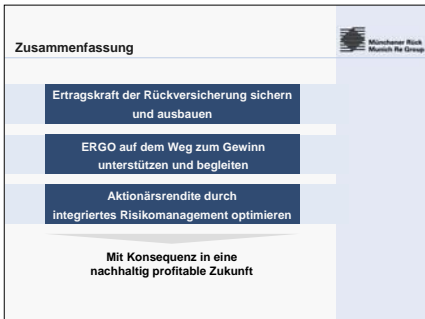 Zusammenfassung
Münchener Rück
Munich Re Group
Ertragskraft der Rückversicherung sichern
und ausbauen
ERGO auf dem Weg zum Gewinn
unterstützen und begleiten
Aktionärsrendite durch
integriertes Risikomanagement optimieren
Mit Konsequenz in eine
nachhaltig profitable Zukunft